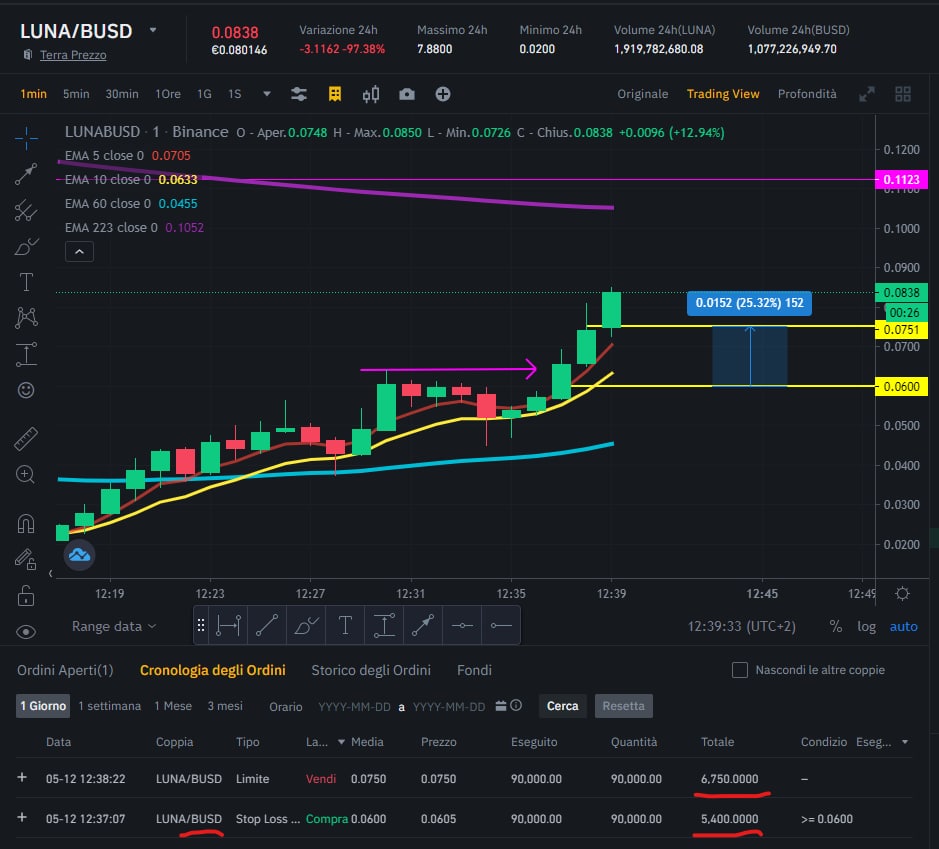 LUNA/BUSD
Terra Prezzo
0.0838
€0.080146
Variazione 24h
-3.1162 -97.38%
Massimo 24h
7.8800
Minimo 24h
0.0200
Volume 24h(LUNA)
1,919,782,680.08
Volume 24h(BUSD)
1,077,226,949.70
1min 5min 30min 1Ore 1G 1S
Originale Trading View Profondità
LUNABUSD · 1 · Binance O - Aper.0.0748 H - Max.0.0850 L - Min.0.0726 C - Chius.0.0838 +0.0096 (+12.94%)
EMA 5 close 0 0.0705
EMA 10 close 0 0.0633
EMA 60 close 0 0.0455
EMA 223 close 0 0.1052
0.1200
0.1123
0.1100
0.1000
0.0900
0.0838
00:26
0.0751
0.0700
0.0600
0.0500
0.0400
0.0300
0.0200
0.0152 (25.32%) 152
12:19 12:23 12:27 12:31 12:35 12:39 12:45 12:49
Range data
T
12:39:33 (UTC+2) % log auto
Ordini Aperti(1) Cronologia degli Ordini Storico degli Ordini Fondi
Nascondi le altre coppie
1 Giorno 1 settimana 1 Mese 3 mesi Orario YYYY-MM-DD a YYYY-MM-DD Cerca Resetta
Data Coppia Tipo La... Media Prezzo Eseguito Quantità Totale Condizio Eseg...
05-12 12:38:22 LUNA/BUSD Limite Vendi 0.0750 0.0750 90,000.00 90,000.00 6,750.0000 –
05-12 12:37:07 LUNA/BUSD Stop Loss ... Compra 0.0600 0.0605 90,000.00 90,000.00 5,400.0000 >= 0.0600